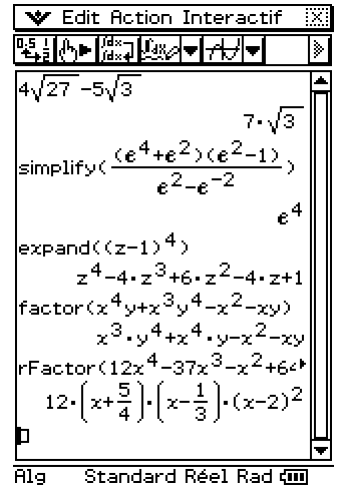 Edit Action Interactif
4√27 -5√3
7·√3
simplify((e^4+e^2)(e^2-1)/(e^2-e^-2))
e^4
expand((z-1)^4)
z^4-4·z^3+6·z^2-4·z+1
factor(x^4y+x^3y^4-x^2-xy)
x^3·y^4+x^4·y-x^2-xy
rFactor(12x^4-37x^3-x^2+64
12·(x+5/4)·(x-1/3)·(x-2)^2
Alg Standard Réel Rad